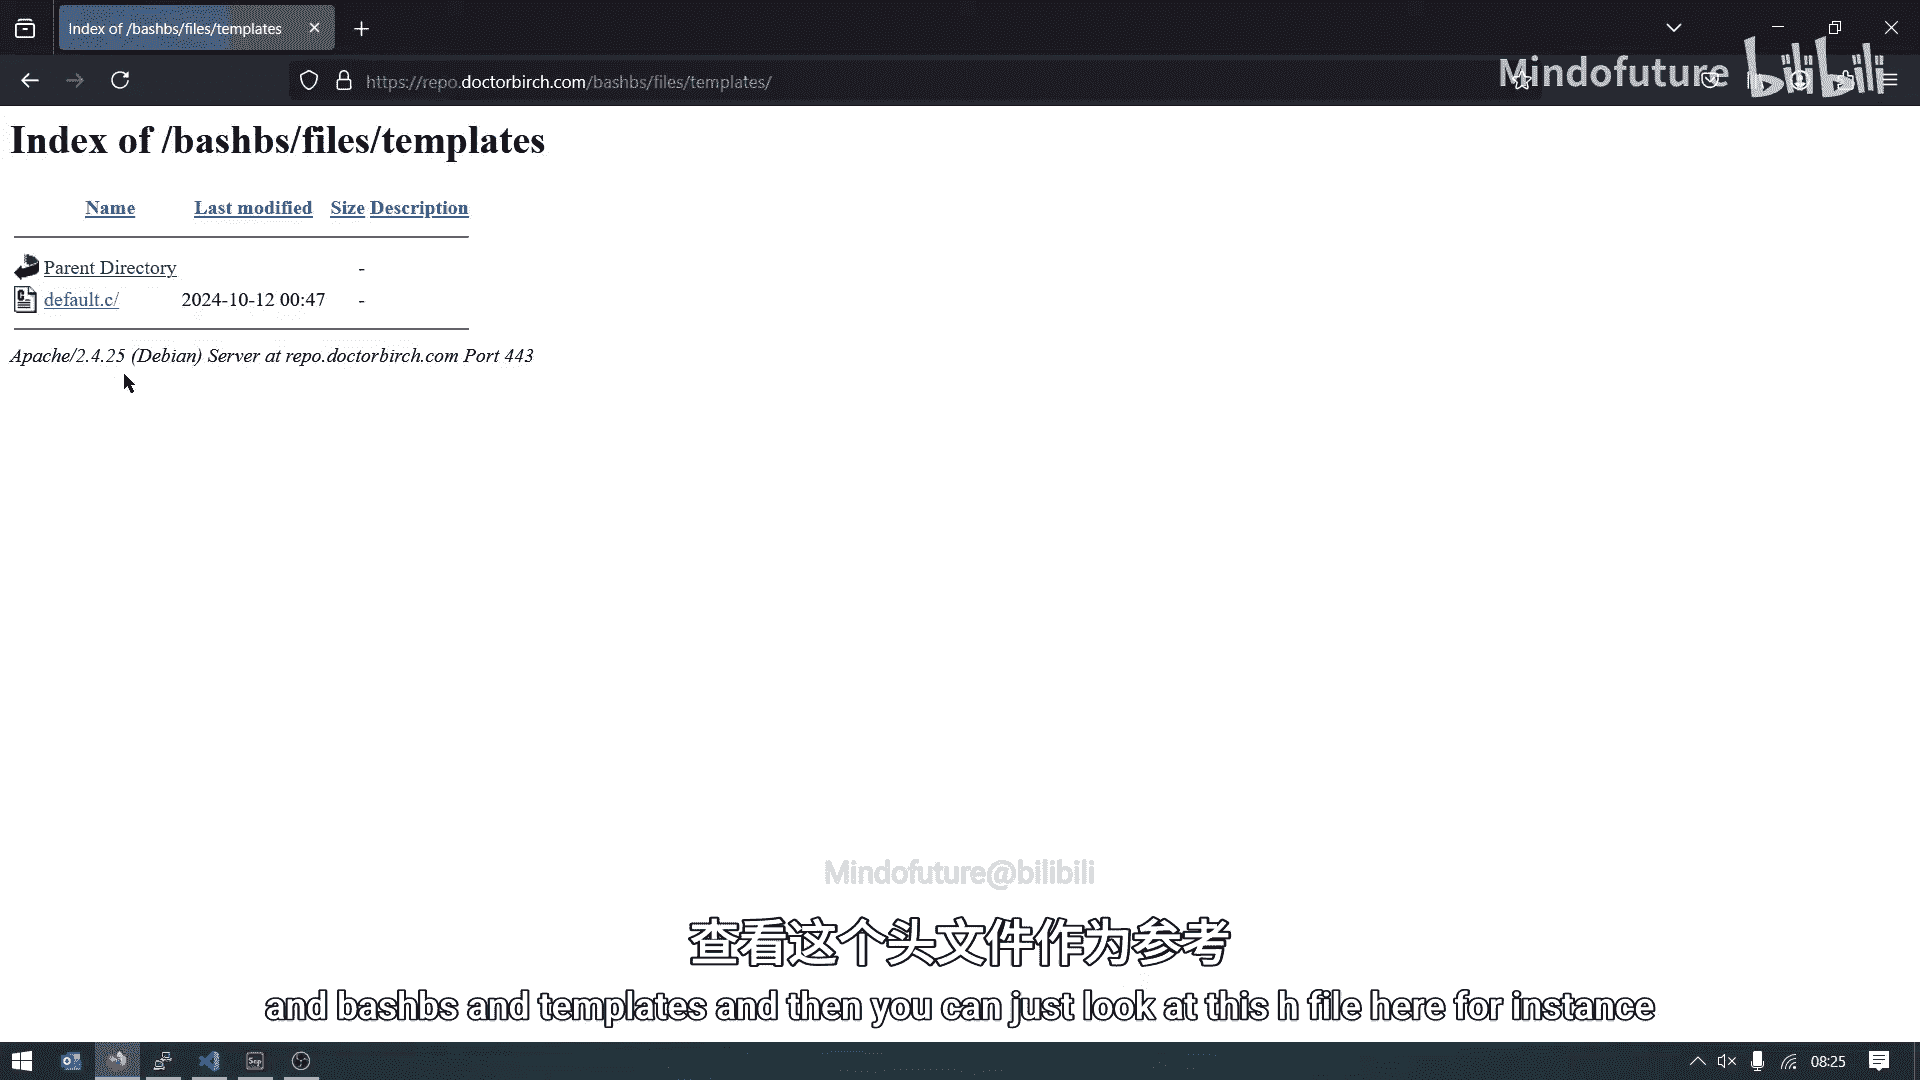 Index of /bashbs/files/templates
https://repo.doctorbirch.com/bashbs/files/templates/
Mindofuture bilibili
Index of /bashbs/files/templates
Name Last modified Size Description
Parent Directory -
default.c/ 2024-10-12 00:47 -
Apache/2.4.25 (Debian) Server at repo.doctorbirch.com Port 443
Mindofuture@bilibili
查看这个头文件作为参考
and bashbs and templates and then you can just look at this h file here for instance
08:25